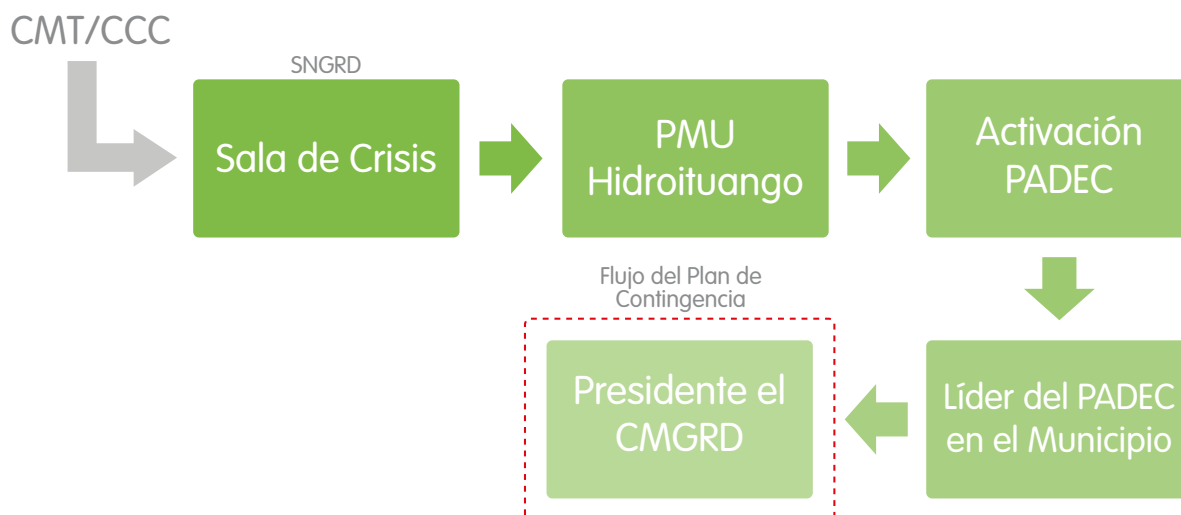 CMT/CCC
SNGRD
Sala de Crisis
PMU
Hidroituango
Activación
PADEC
Flujo del Plan de
Contingencia
Presidente el
CMGRD
Líder del PADEC
en el Municipio